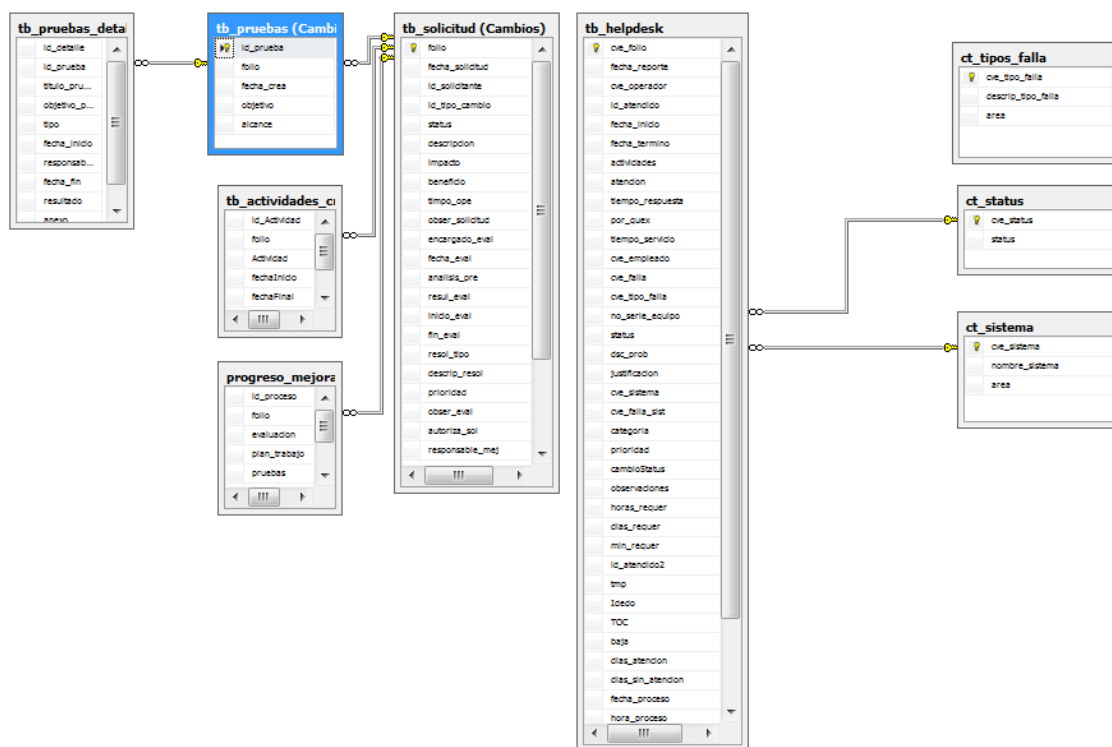 tb_pruebas_detal
id_detalle
id_prueba
titulo_pru...
objetivo_p...
tipo
fecha_inicio
responsab...
fecha_fin
resultado
anexo
tb_pruebas (Cambi
id_prueba
folio
fecha_crea
objetivo
alcance
tb_actividades_cr
id_Actividad
folio
Actividad
fechaInicio
fechaFinal
progreso_mejora
id_proceso
folio
evaluacion
plan_trabajo
pruebas
tb_solicitud (Cambios)
folio
fecha_solicitud
id_solicitante
id_tipo_cambio
status
descripcion
impacto
beneficio
timpo_ope
obser_solicitud
encargado_eval
fecha_eval
analisis_pre
resul_eval
inicio_eval
fin_eval
resol_tipo
descrip_resol
prioridad
obser_eval
autoriza_sol
responsable_mej
tb_helpdesk
cve_folio
fecha_reporte
cve_operador
id_atendido
fecha_inicio
fecha_termino
actividades
atencion
tiempo_respuesta
por_quex
tiempo_servicio
cve_empleado
cve_falla
cve_tipo_falla
no_serie_equipo
status
dsc_prob
justificacion
cve_sistema
cve_falla_sist
categoria
prioridad
cambioStatus
observaciones
horas_requer
dias_requer
min_requer
id_atendido2
tmp
Idedo
TOC
baja
dias_atencion
dias_sin_atencion
fecha_proceso
hora_proceso
ct_tipos_falla
cve_tipo_falla
descrip_tipo_falla
area
ct_status
cve_status
status
ct_sistema
cve_sistema
nombre_sistema
area